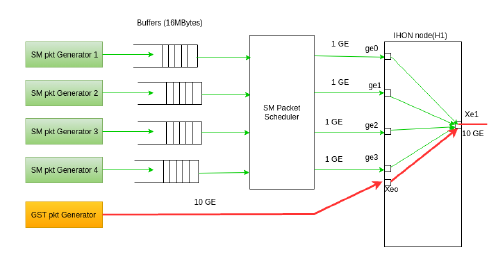 Buffers (16MBytes)
IHON node(H1)
SM pkt Generator 1
1 GE
ge0
SM pkt Generator 2
1 GE
ge1
SM Packet
Scheduler
Xe1
SM pkt Generator 3
1 GE
ge2
10 GE
SM pkt Generator 4
1 GE
ge3
Xeo
10 GE
GST pkt Generator